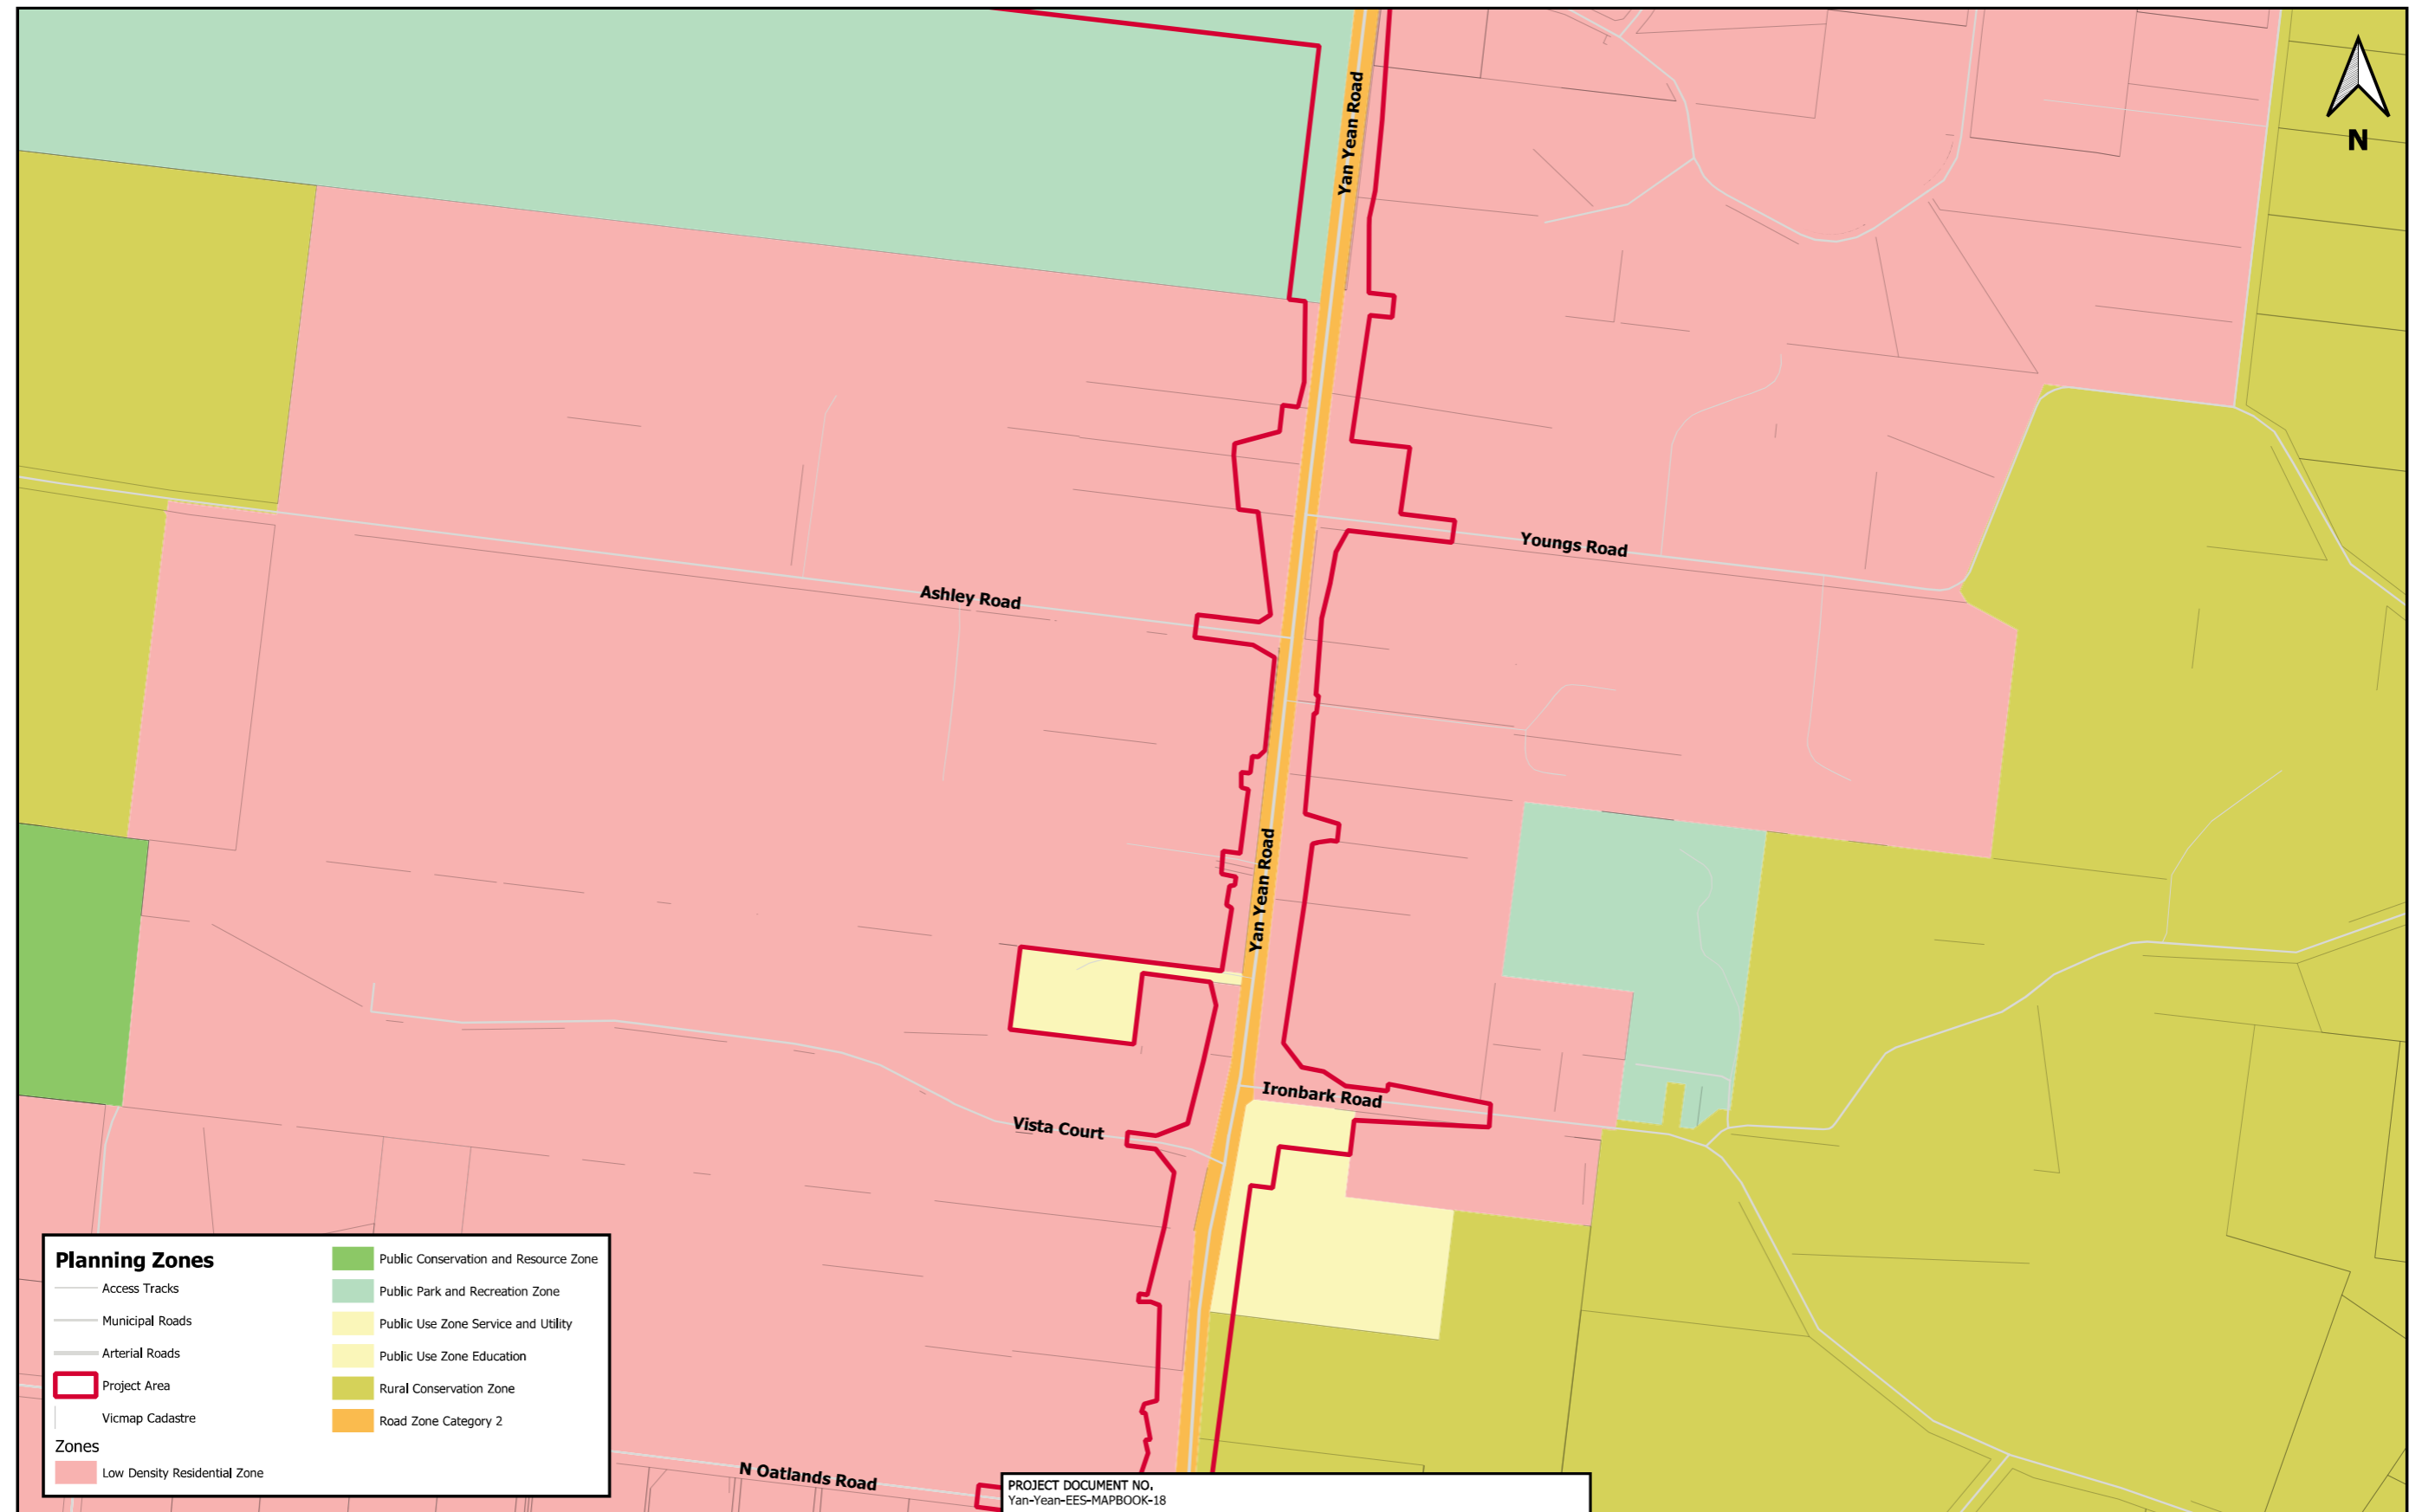 Yan Yean Road
N
Youngs Road
Ashley Road
Yan Yean Road
Ironbark Road
Vista Court
N Oatlands Road
Planning Zones
Access Tracks
Municipal Roads
Arterial Roads
Project Area
Vicmap Cadastre
Zones
Low Density Residential Zone
Public Conservation and Resource Zone
Public Park and Recreation Zone
Public Use Zone Service and Utility
Public Use Zone Education
Rural Conservation Zone
Road Zone Category 2
PROJECT DOCUMENT NO.
Yan-Yean-EES-MAPBOOK-18